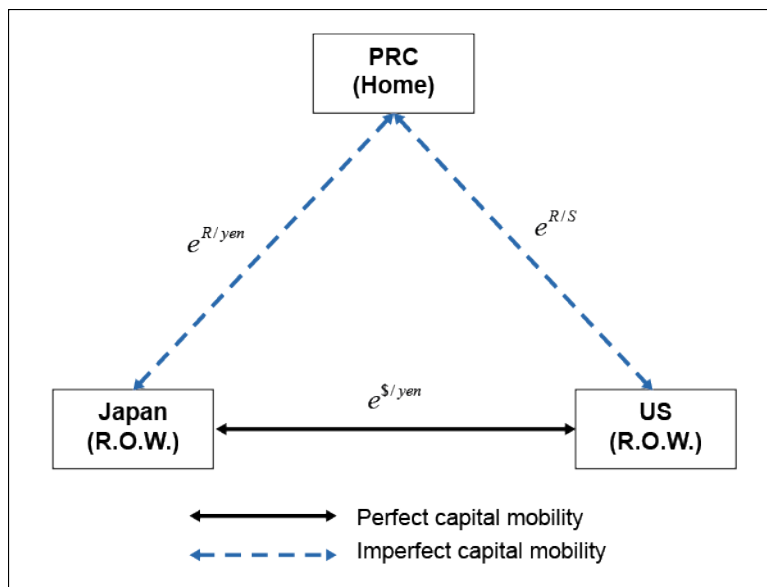 PRC
(Home)
e^{R/yen}
e^{R/S}
Japan
(R.O.W.)
e^{$/yen}
US
(R.O.W.)
Perfect capital mobility
Imperfect capital mobility